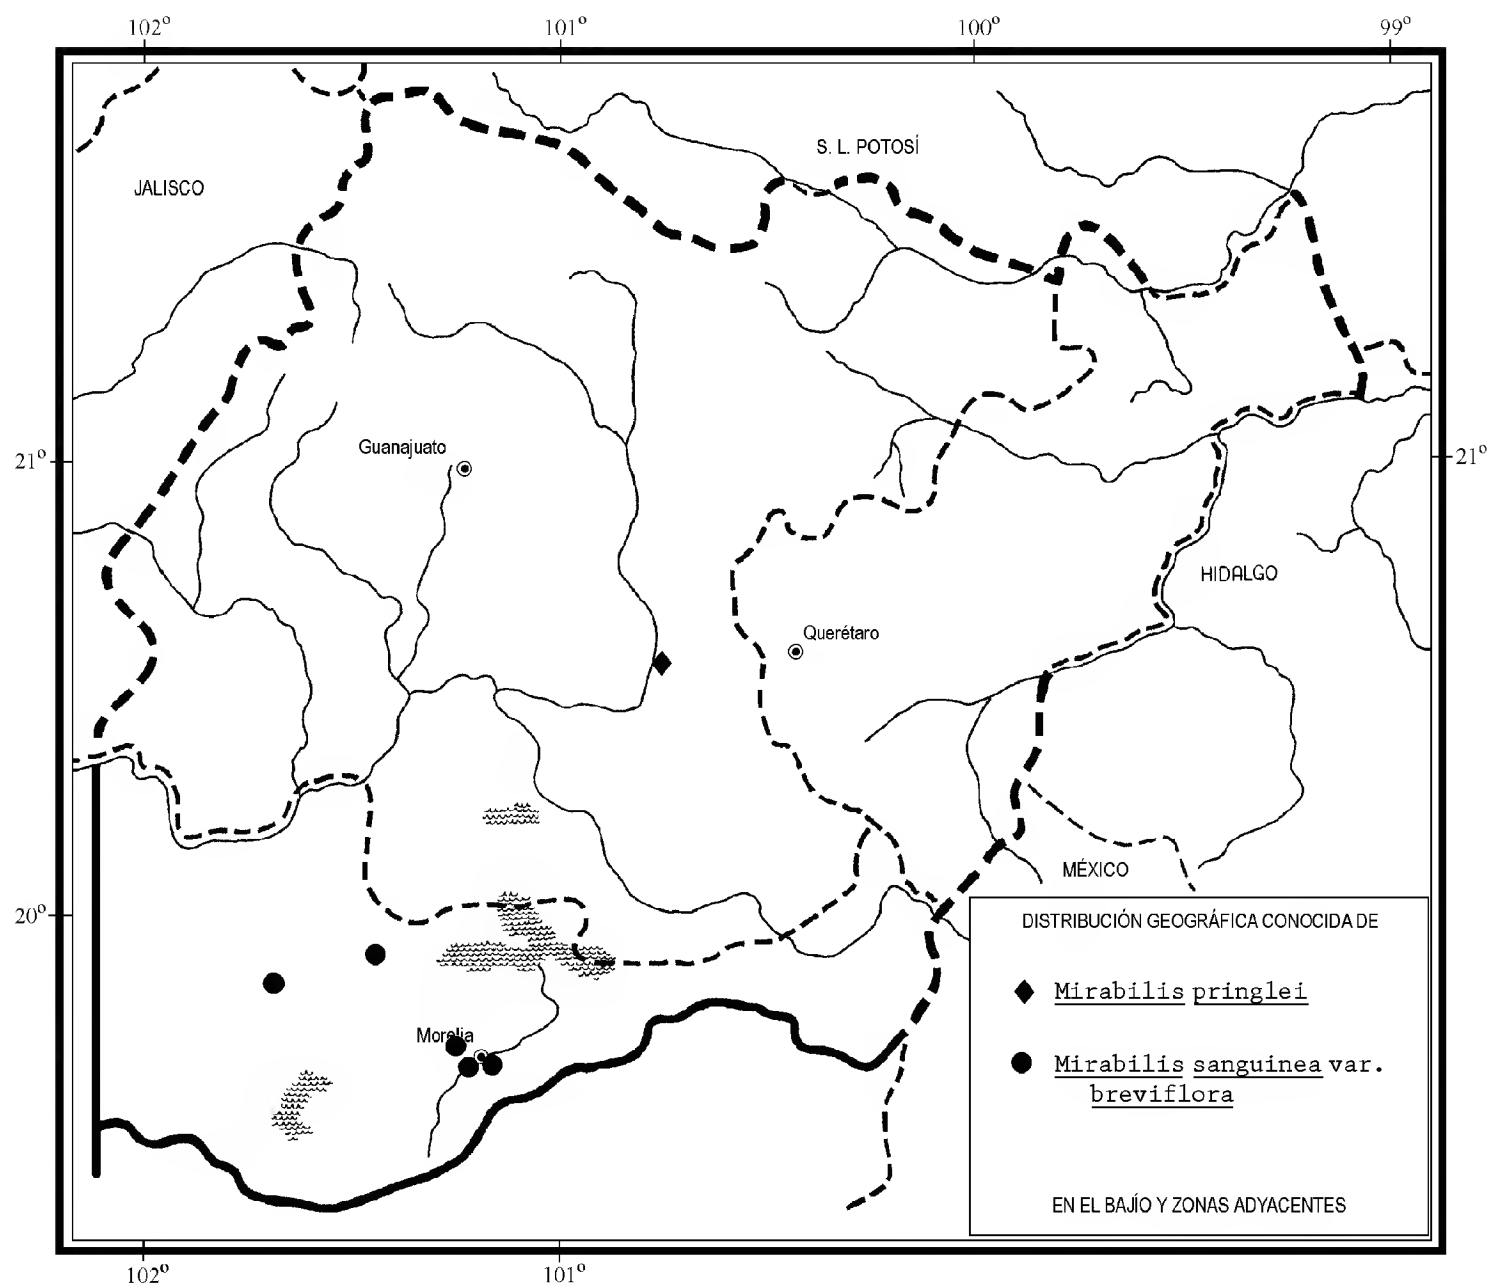 102º 101º 100º 99º
S. L. POTOSÍ
JALISCO
Guanajuato
21º 21º
HIDALGO
Querétaro
MÉXICO
20º
DISTRIBUCIÓN GEOGRÁFICA CONOCIDA DE
Mirabilis pringlei
Morelia
Mirabilis sanguinea var.
breviflora
EN EL BAJÍO Y ZONAS ADYACENTES
102º 101º